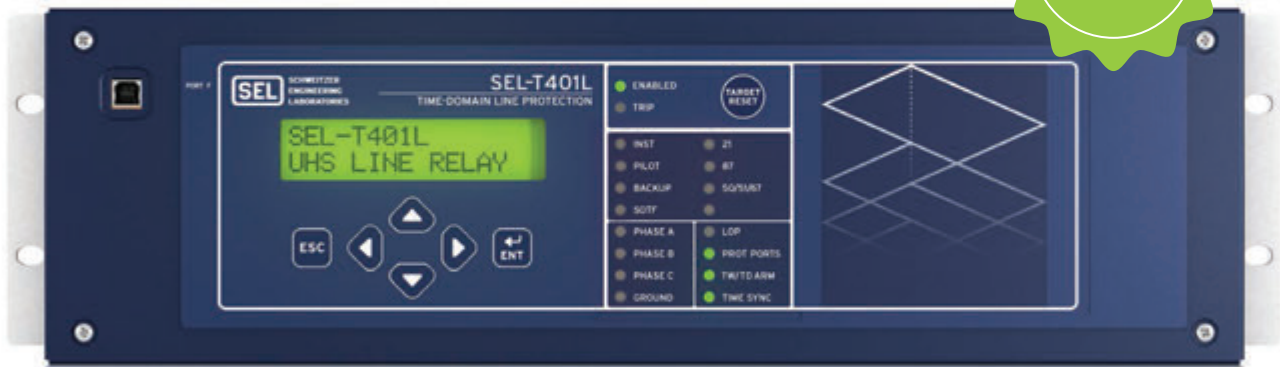 PORT F
SEL
SCHWEITZER
ENGINEERING
LABORATORIES
SEL-T401L
TIME-DOMAIN LINE PROTECTION
SEL-T401L
UHS LINE RELAY
ESC
ENT
ENABLED
TRIP
TARGET
RESET
INST
PILOT
BACKUP
SOTF
21
87
50/51/67
PHASE A
PHASE B
PHASE C
GROUND
LOP
PROT PORTS
TW/TD ARM
TIME SYNC